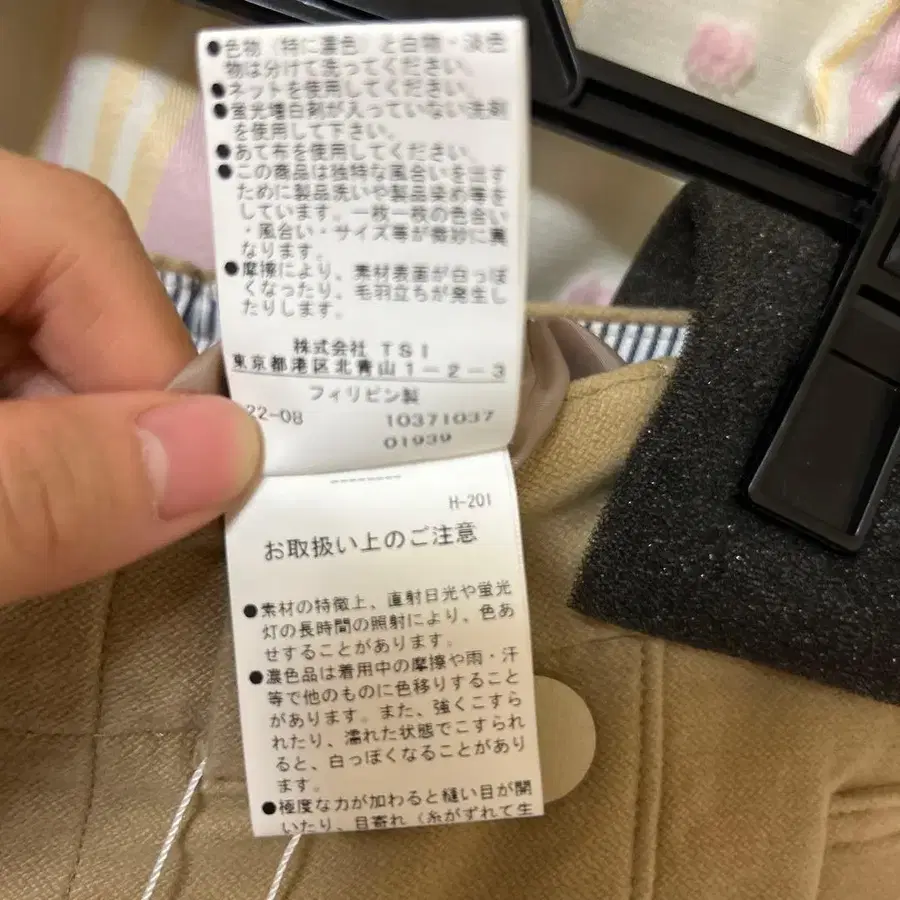 ●色物(特に濃色)と白物・淡色
物は分けて洗ってください。
●ネットを使用してください。
●蛍光増白剤が入っていない洗剤
を使用して下さい。
●あて布を使用してください。
●この商品は独特な風合いを出す
ために製品洗いや製品染め等を
しています。一枚一枚の色合い
・風合い・サイズ等が微妙に異
なります。
●摩擦により、素材表面が白っぽ
くなったり、毛羽立ちが発生し
たりします。
株式会社 TSI
東京都港区北青山1-2-3
フィリピン製
22-08 10371037
01939
H-201
お取扱い上のご注意
●素材の特徴上、直射日光や蛍光
灯の長時間の照射により、色あ
せすることがあります。
●濃色品は着用中の摩擦や雨・汗
等で他のものに色移りすること
があります。また、強くこすら
れたり、濡れた状態でこすられ
ると、白っぽくなることがあり
ます。
●極度な力が加わると縫い目が開
いたり、目寄れ(糸がずれて生